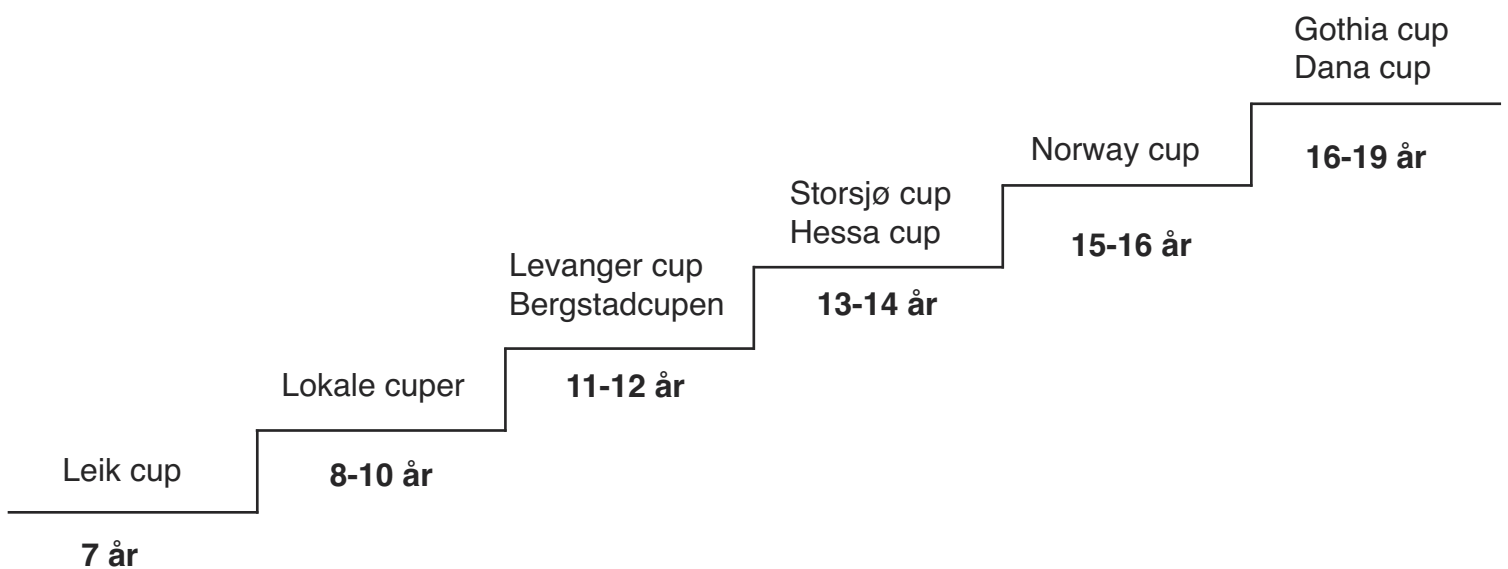 Gothia cup
Dana cup
16-19 år
Norway cup
15-16 år
Storsjø cup
Hessa cup
13-14 år
Levanger cup
Bergstadcupen
11-12 år
Lokale cuper
8-10 år
Leik cup
7 år